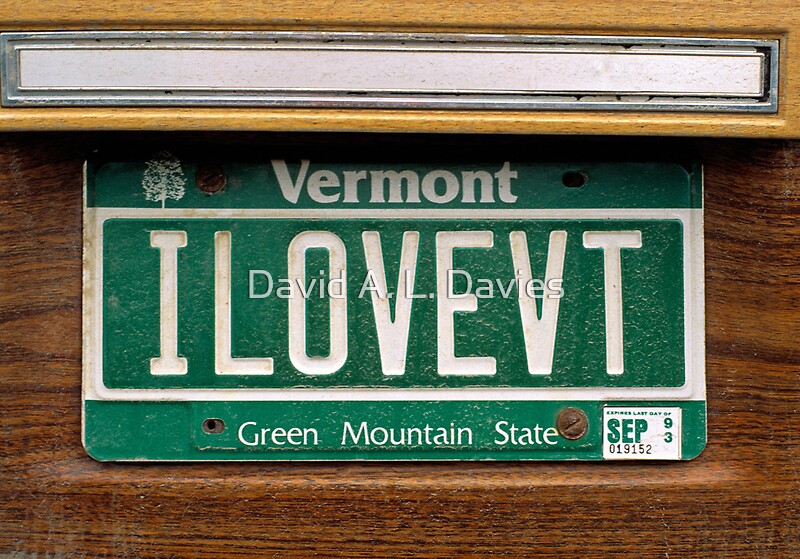 Vermont
ILOVEVT
David A. L. Davies
Green Mountain State
EXPIRES LAST DAY OF
SEP 93
019152